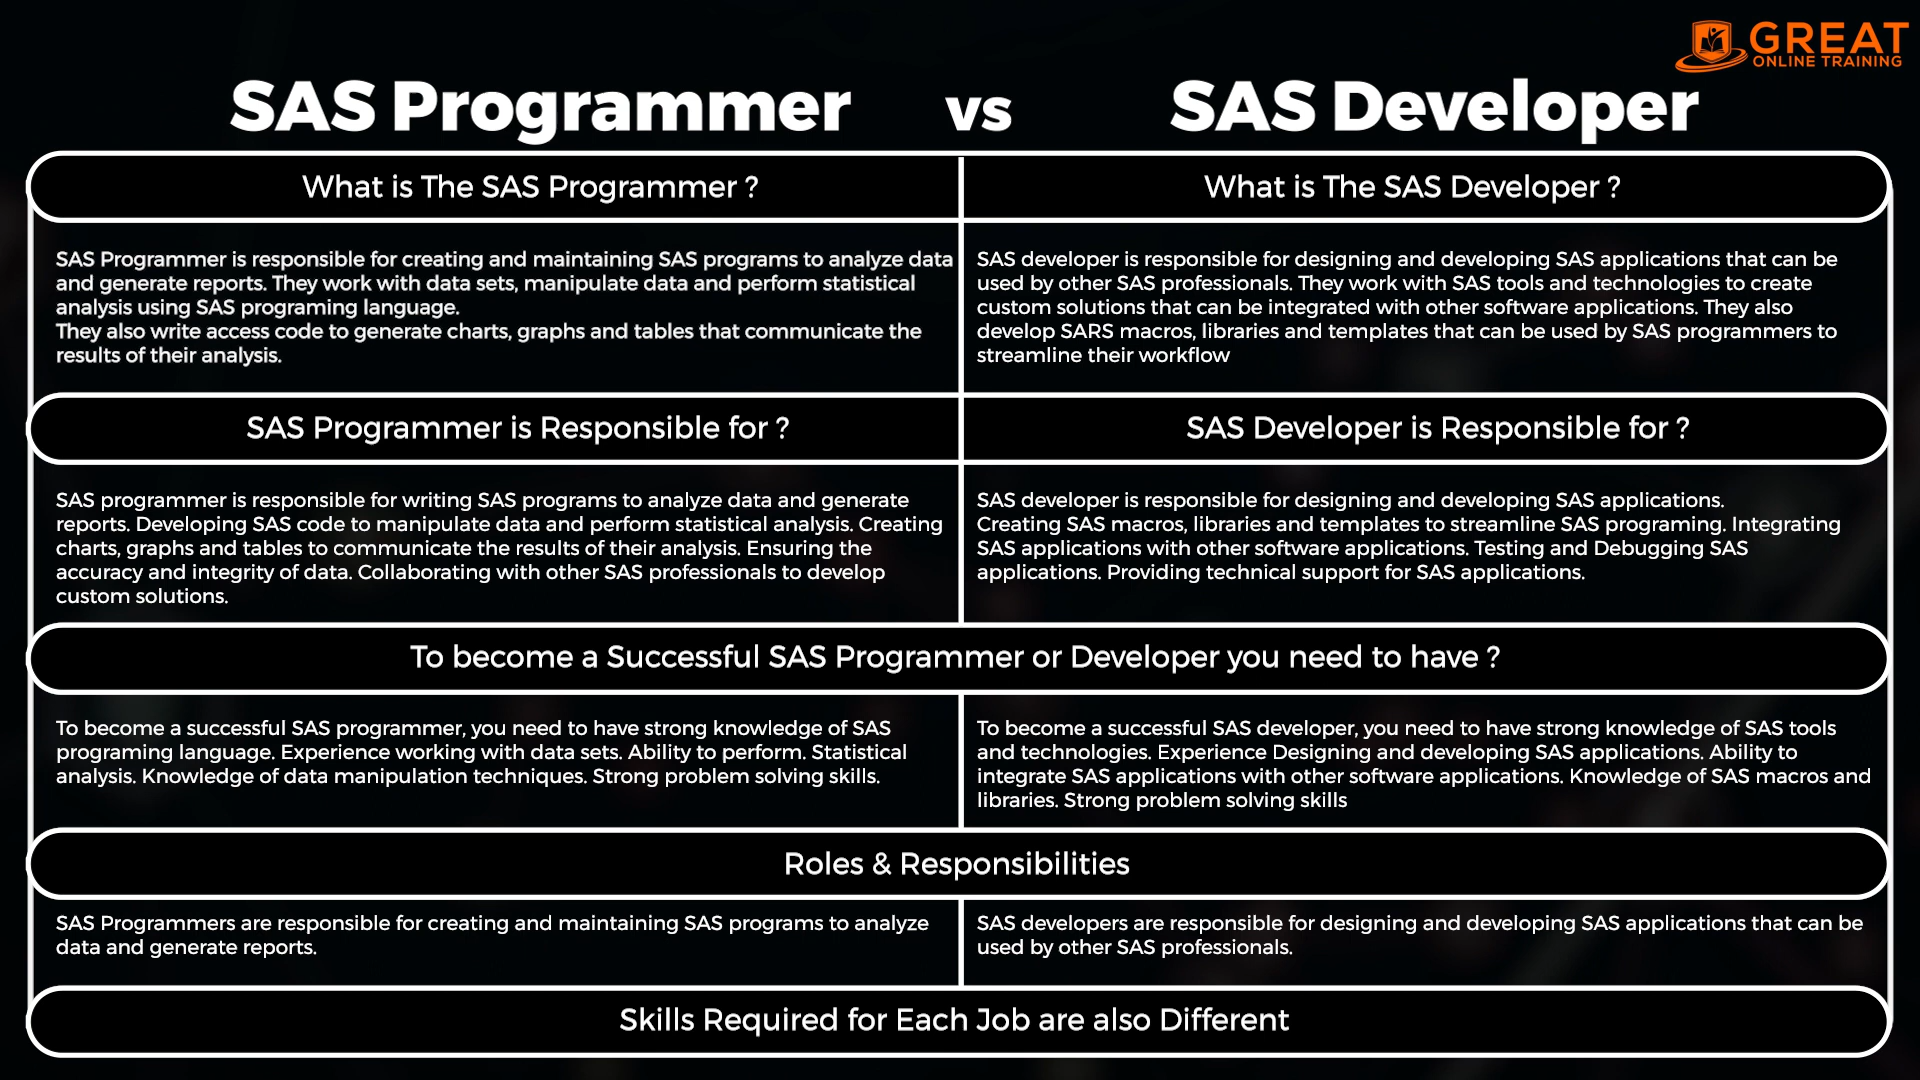 GREAT
ONLINE TRAINING
SAS Programmer vs SAS Developer
What is The SAS Programmer ?
What is The SAS Developer ?
SAS Programmer is responsible for creating and maintaining SAS programs to analyze data
and generate reports. They work with data sets, manipulate data and perform statistical
analysis using SAS programing language.
They also write access code to generate charts, graphs and tables that communicate the
results of their analysis.
SAS developer is responsible for designing and developing SAS applications that can be
used by other SAS professionals. They work with SAS tools and technologies to create
custom solutions that can be integrated with other software applications. They also
develop SARS macros, libraries and templates that can be used by SAS programmers to
streamline their workflow
SAS Programmer is Responsible for ?
SAS Developer is Responsible for ?
SAS programmer is responsible for writing SAS programs to analyze data and generate
reports. Developing SAS code to manipulate data and perform statistical analysis. Creating
charts, graphs and tables to communicate the results of their analysis. Ensuring the
accuracy and integrity of data. Collaborating with other SAS professionals to develop
custom solutions.
SAS developer is responsible for designing and developing SAS applications.
Creating SAS macros, libraries and templates to streamline SAS programing. Integrating
SAS applications with other software applications. Testing and Debugging SAS
applications. Providing technical support for SAS applications.
To become a Successful SAS Programmer or Developer you need to have ?
To become a successful SAS programmer, you need to have strong knowledge of SAS
programing language. Experience working with data sets. Ability to perform. Statistical
analysis. Knowledge of data manipulation techniques. Strong problem solving skills.
To become a successful SAS developer, you need to have strong knowledge of SAS tools
and technologies. Experience Designing and developing SAS applications. Ability to
integrate SAS applications with other software applications. Knowledge of SAS macros and
libraries. Strong problem solving skills
Roles & Responsibilities
SAS Programmers are responsible for creating and maintaining SAS programs to analyze
data and generate reports.
SAS developers are responsible for designing and developing SAS applications that can be
used by other SAS professionals.
Skills Required for Each Job are also Different